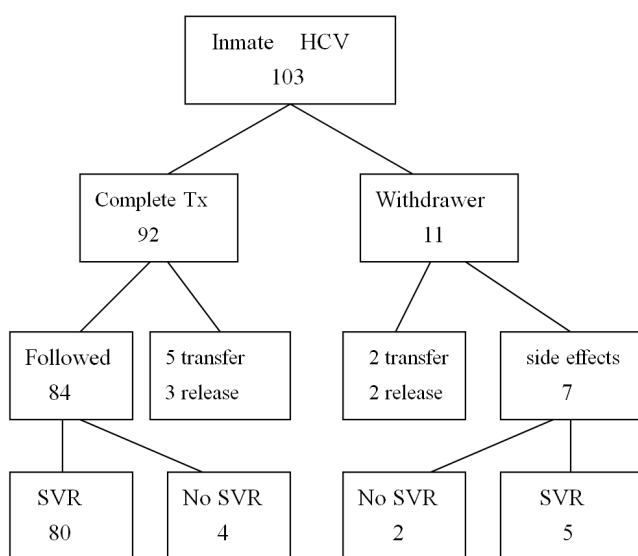 Inmate HCV
103
Complete Tx
92
Withdrawer
11
Followed
84
5 transfer
3 release
2 transfer
2 release
side effects
7
SVR
80
No SVR
4
No SVR
2
SVR
5